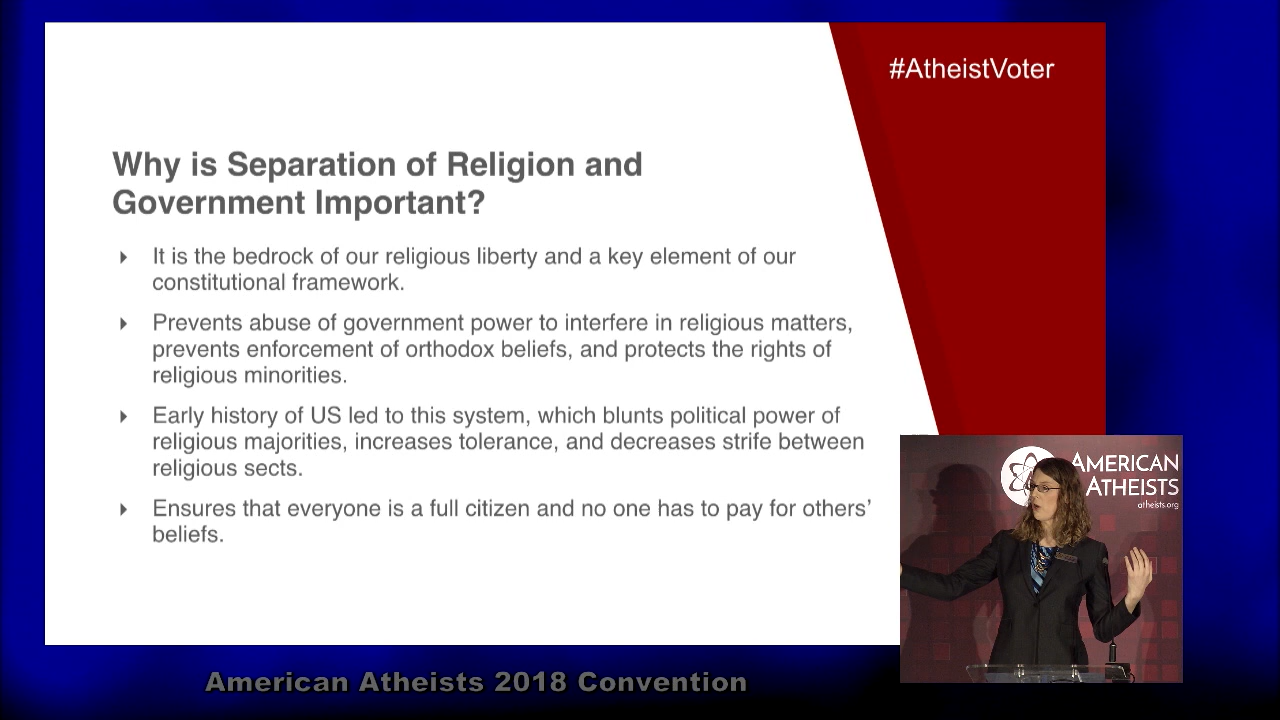 #AtheistVoter
Why is Separation of Religion and
Government Important?
It is the bedrock of our religious liberty and a key element of our
constitutional framework.
Prevents abuse of government power to interfere in religious matters,
prevents enforcement of orthodox beliefs, and protects the rights of
religious minorities.
Early history of US led to this system, which blunts political power of
religious majorities, increases tolerance, and decreases strife between
religious sects.
Ensures that everyone is a full citizen and no one has to pay for others’
beliefs.
AMERICAN
ATHEISTS
atheists.org
American Atheists 2018 Convention